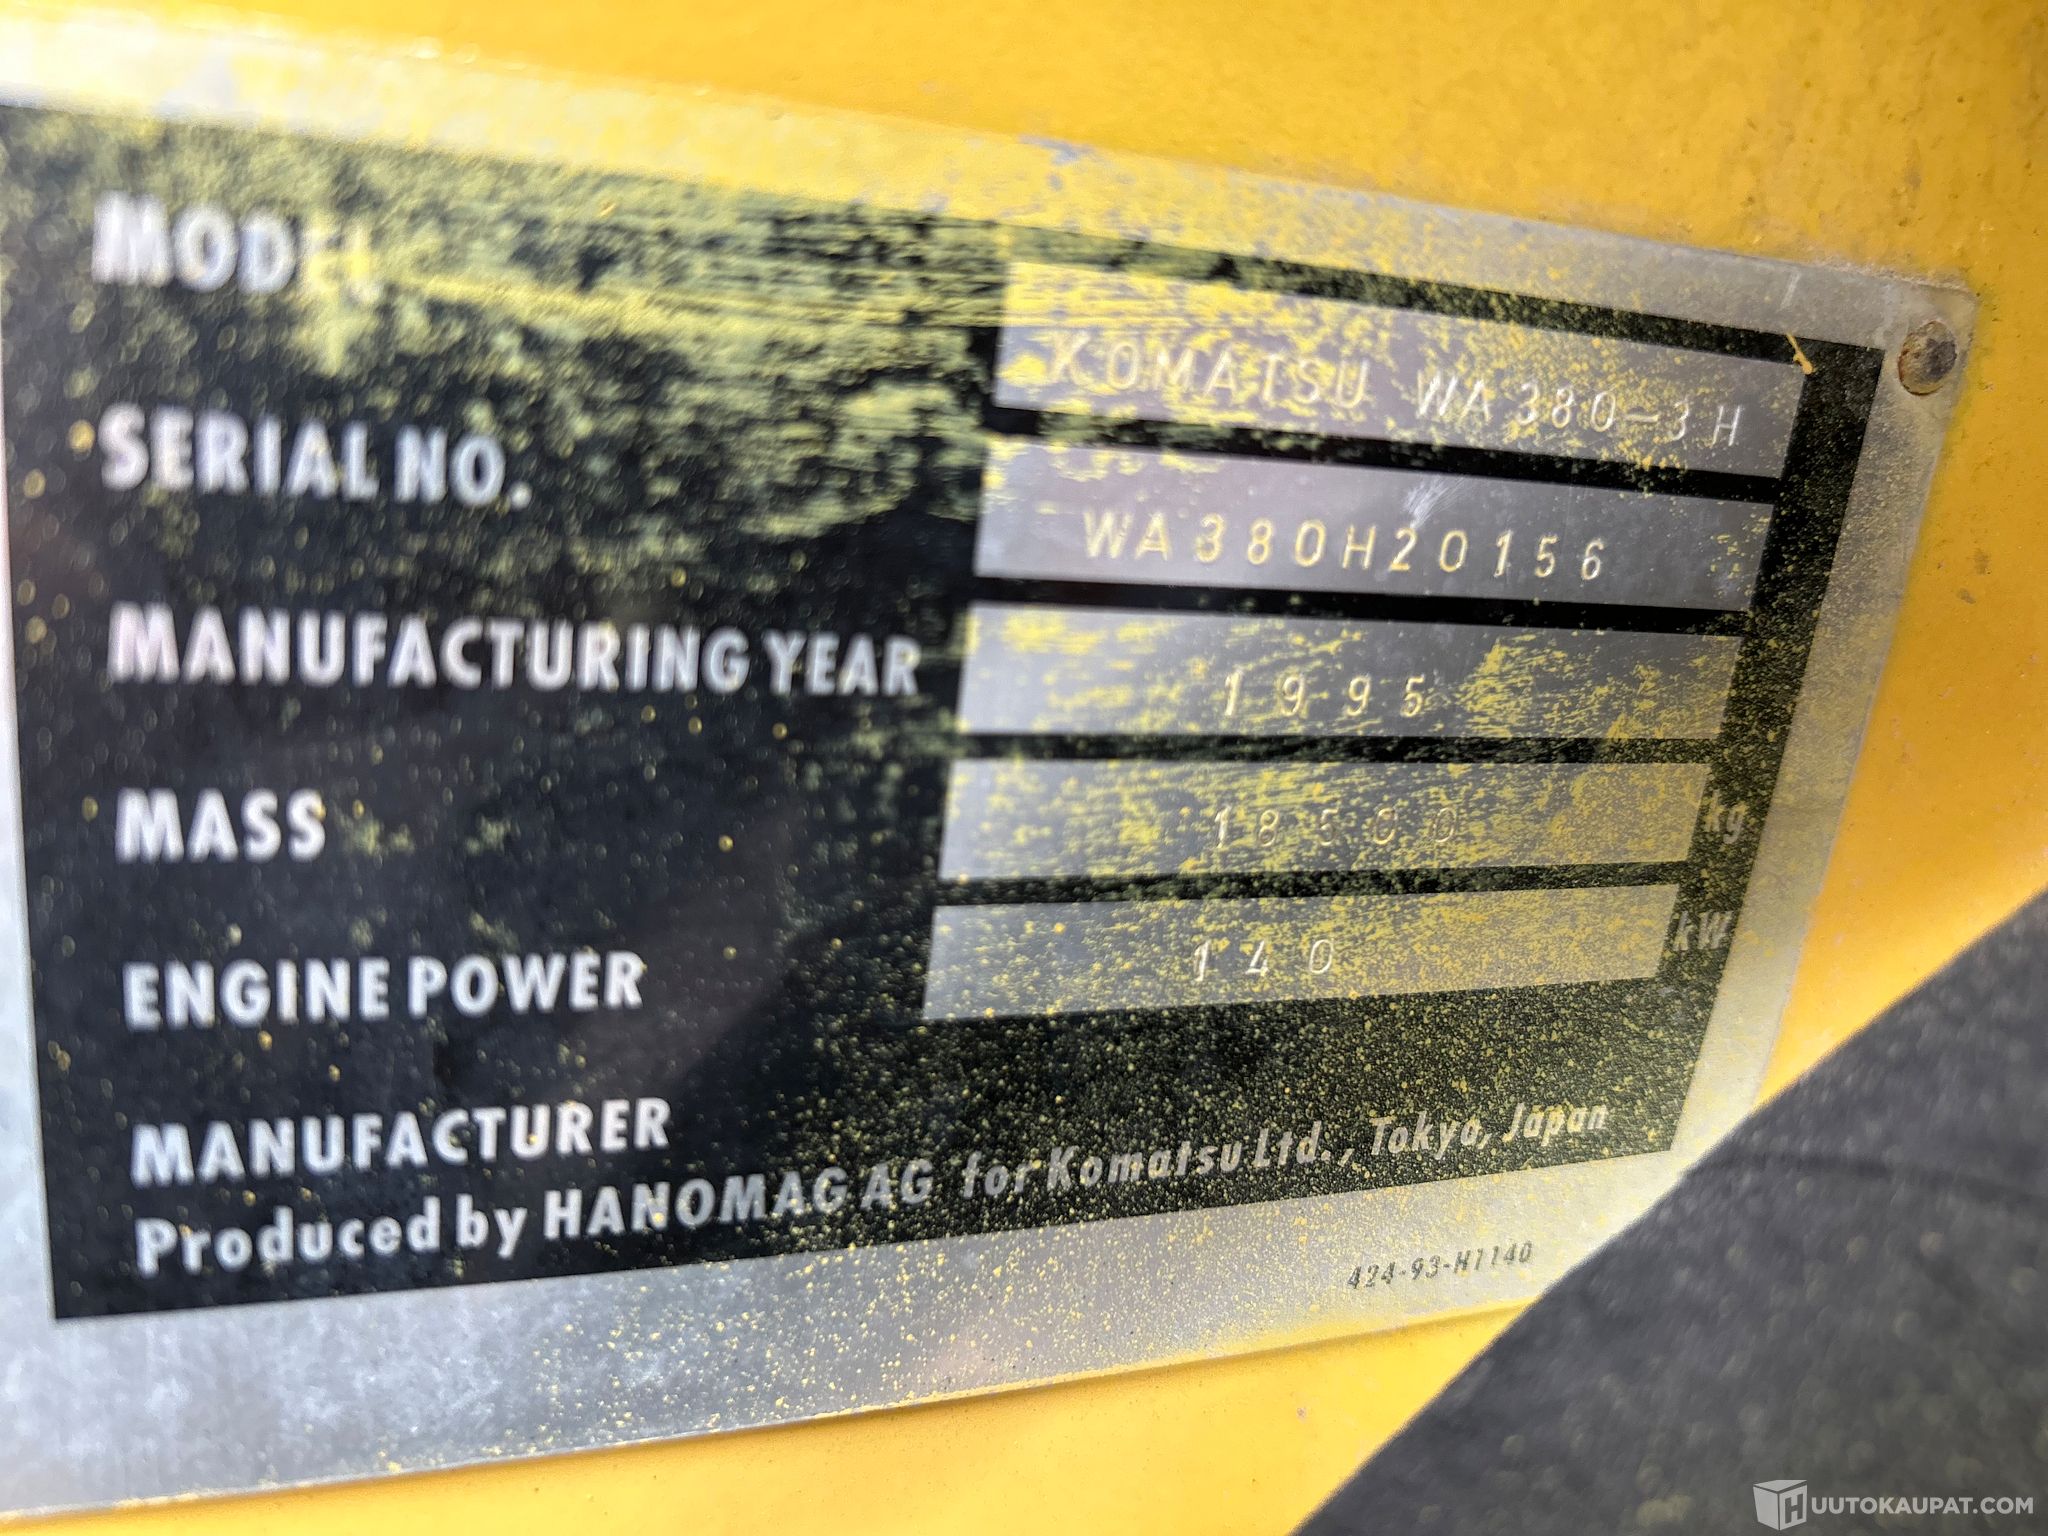 MODEL KOMATSU WA380-3H
SERIAL NO. WA380H20156
MANUFACTURING YEAR 1995
MASS 18500 kg
ENGINE POWER 140 kW
MANUFACTURER
Produced by HANOMAG AG for Komatsu Ltd., Tokyo, Japan
424-93-H1140
HUUTOKAUPAT.COM